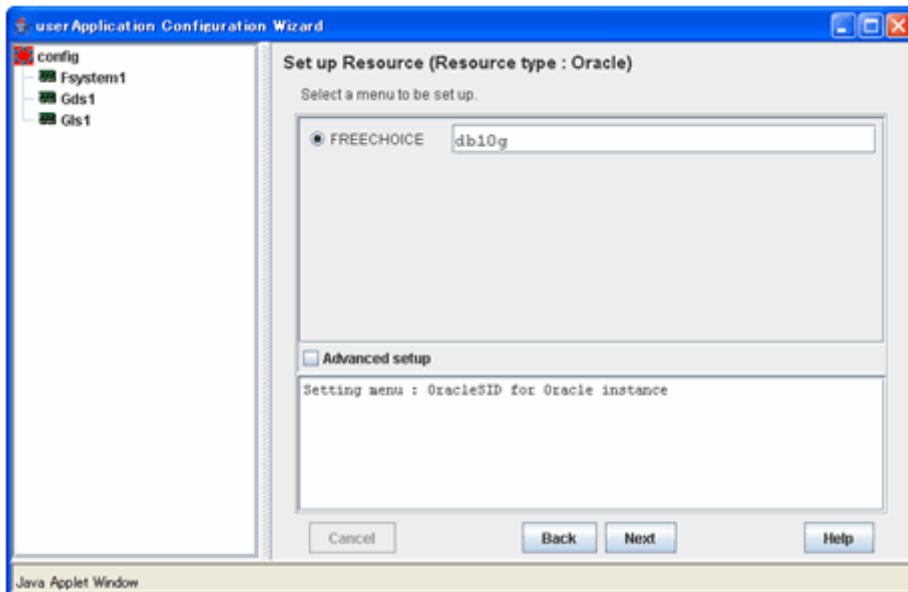 userApplication Configuration Wizard
config
Fsystem1
Gds1
Gls1
Set up Resource (Resource type : Oracle)
Select a menu to be set up.
FREECHOICE db10g
Advanced setup
Setting menu : OracleSID for Oracle instance
Cancel Back Next Help
Java Applet Window